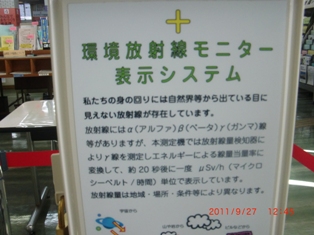 環境放射線モニター
表示システム
私たちの身の回りには自然界等から出ている目に
見えない放射線が存在しています。
放射線にはα(アルファ)β(ベータ)γ(ガンマ)線
等がありますが、本測定機では放射線量検知器に
よりγ線を測定しエネルギーによる線量当量率に
変換して、約20秒後に一度 μSv/h(マイクロ
シーベルト/時間)単位で表示しています。
放射線量は地域・場所・条件等により異なります。
2011/9/27